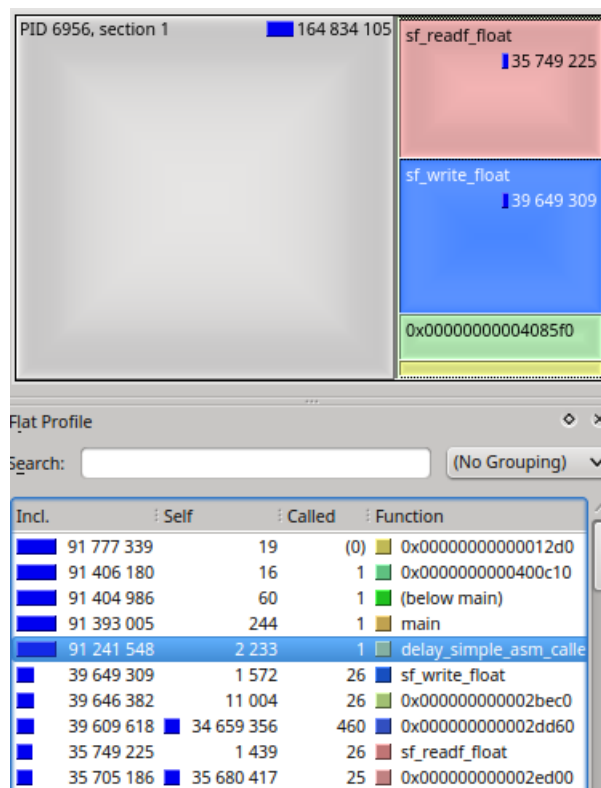 PID 6956, section 1 164 834 105
sf_readf_float
35 749 225
sf_write_float
39 649 309
0x00000000004085f0
Flat Profile
Search: (No Grouping)
Incl. Self Called Function
91 777 339 19 (0) 0x00000000000012d0
91 406 180 16 1 0x0000000000400c10
91 404 986 60 1 (below main)
91 393 005 244 1 main
91 241 548 2 233 1 delay_simple_asm_calle
39 649 309 1 572 26 sf_write_float
39 646 382 11 004 26 0x000000000002bec0
39 609 618 34 659 356 460 0x000000000002dd60
35 749 225 1 439 26 sf_readf_float
35 705 186 35 680 417 25 0x000000000002ed00